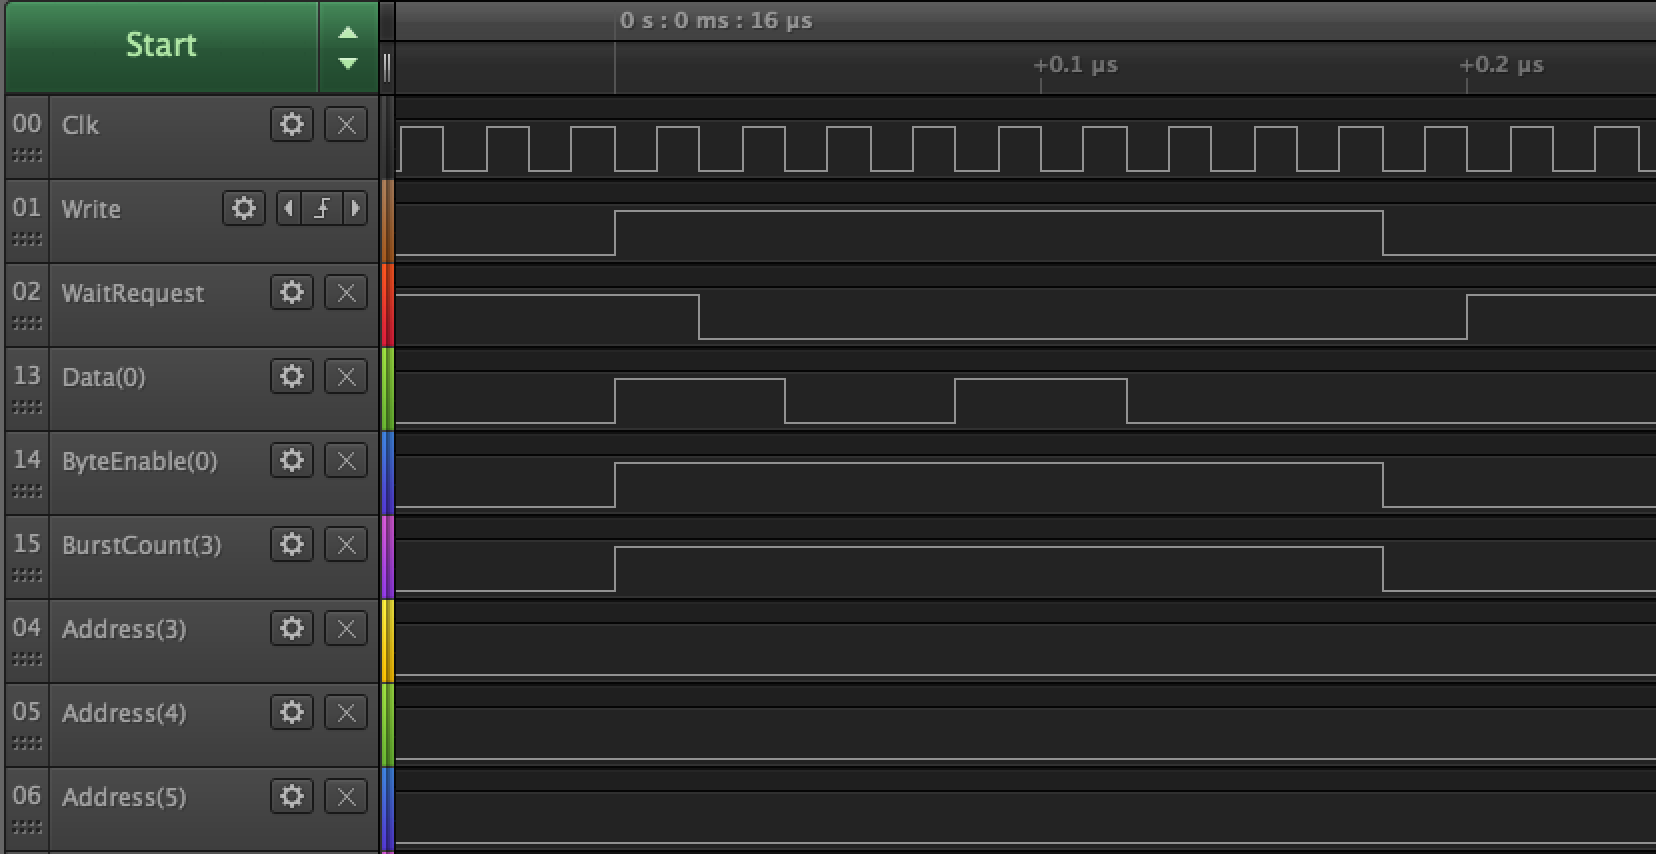 Start
0 s : 0 ms : 16 µs
+0.1 µs
+0.2 µs
00 Clk
01 Write
02 WaitRequest
13 Data(0)
14 ByteEnable(0)
15 BurstCount(3)
04 Address(3)
05 Address(4)
06 Address(5)